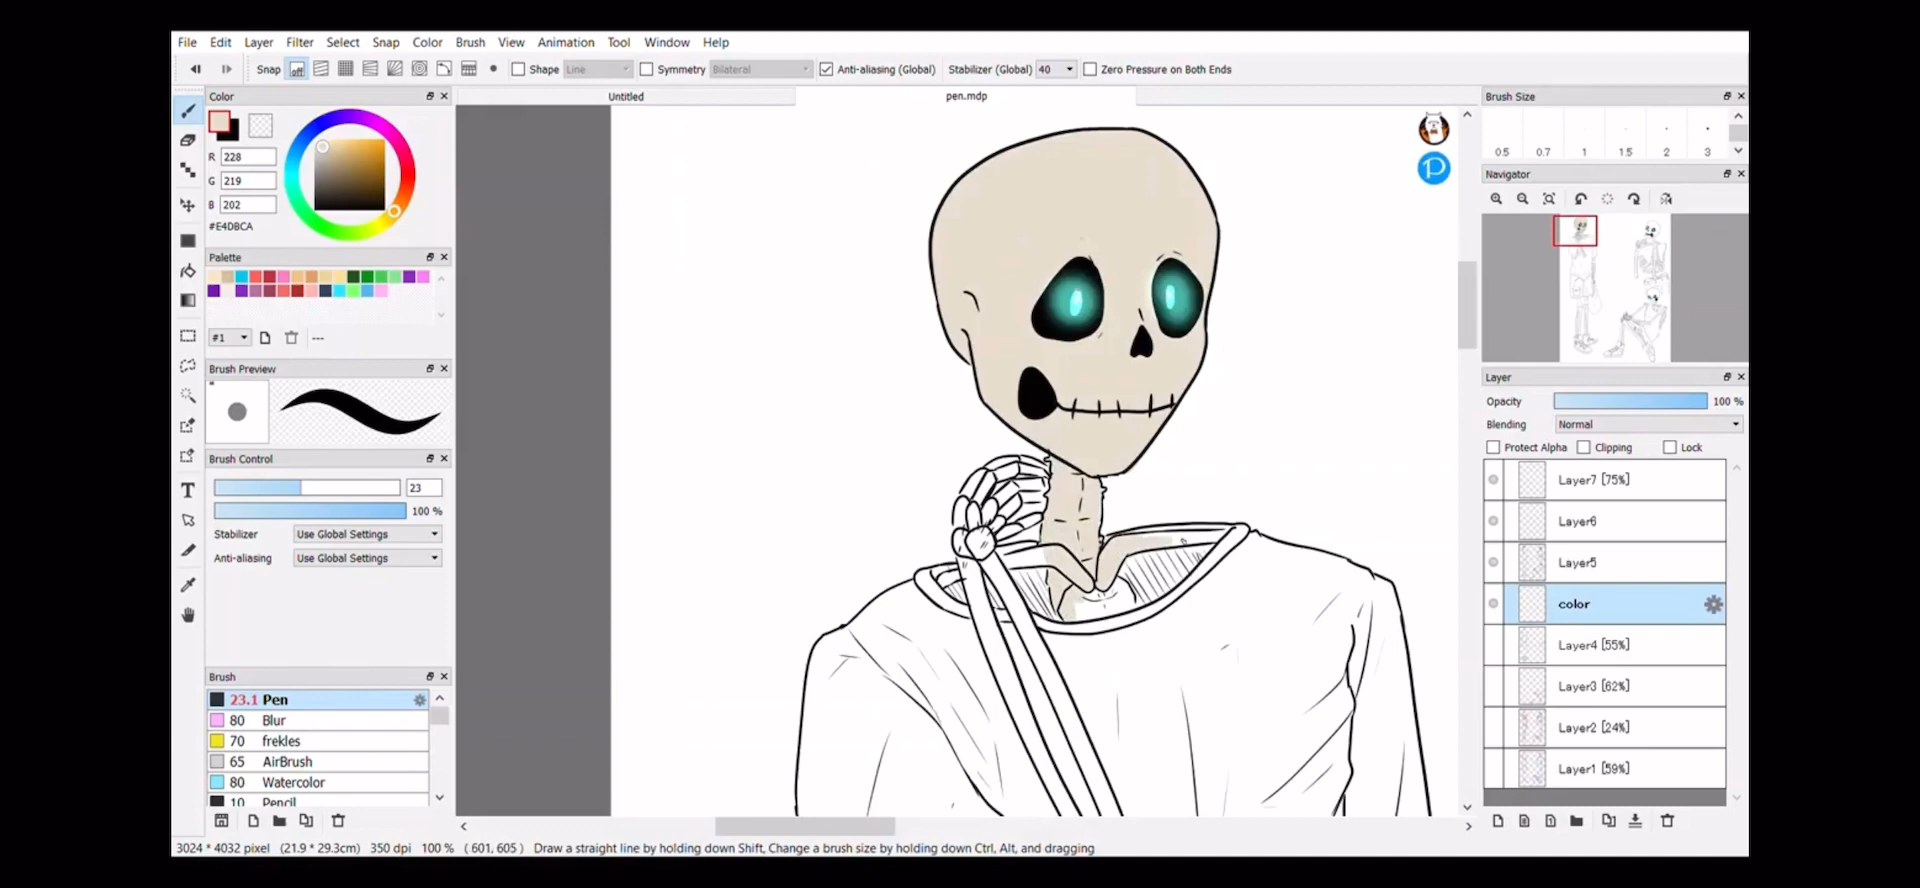 File Edit Layer Filter Select Snap Color Brush View Animation Tool Window Help
Snap off Shape Line Symmetry Bilateral Anti-aliasing (Global) Stabilizer (Global) 40 Zero Pressure on Both Ends
Color
R 228
G 219
B 202
#E4DBCA
Palette
#1
---
Brush Preview
Brush Control
23
100 %
Stabilizer Use Global Settings
Anti-aliasing Use Global Settings
Brush
23.1 Pen
80 Blur
70 frekles
65 AirBrush
80 Watercolor
10 Pencil
Untitled
pen.mdp
Brush Size
0.5 0.7 1 1.5 2 3
Navigator
Layer
Opacity 100 %
Blending Normal
Protect Alpha Clipping Lock
Layer7 [75%]
Layer6
Layer5
color
Layer4 [55%]
Layer3 [62%]
Layer2 [24%]
Layer1 [59%]
3024 * 4032 pixel (21.9 * 29.3cm) 350 dpi 100 % ( 601, 605 ) Draw a straight line by holding down Shift, Change a brush size by holding down Ctrl, Alt, and dragging